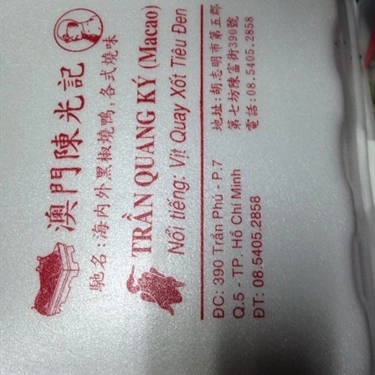 澳門陳光記
馳名:海内外黑椒燒鴨,各式燒味
TRẦN QUANG KÝ (Macao)
Nổi tiếng: Vịt Quay Xốt Tiêu Đen
地址:胡志明市第五郡
第七坊陳富街390號
電話:08.5405.2858
ĐC: 390 Trần Phú - P.7
Q.5 - TP. Hồ Chí Minh
ĐT: 08.5405.2858